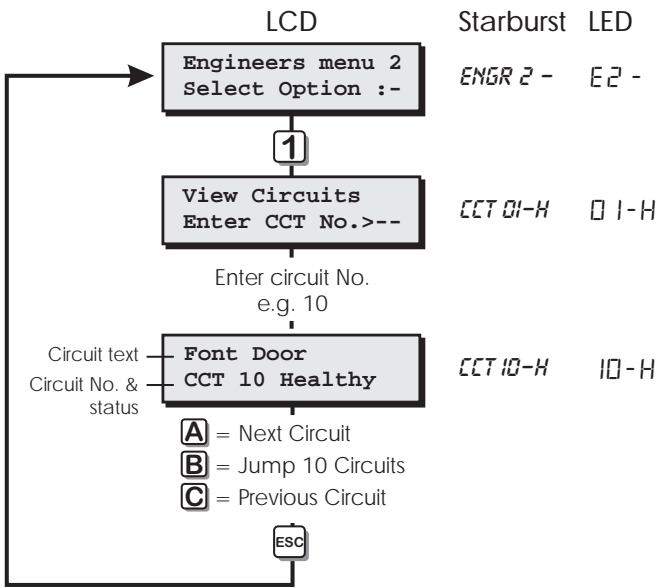 LCD Starburst LED
Engineers menu 2
Select Option :-
ENGR 2 -
E2 -
1
View Circuits
Enter CCT No.>--
CCT 01-H
01-H
Enter circuit No.
e.g. 10
Circuit text
Circuit No. &
status
Font Door
CCT 10 Healthy
CCT 10-H
10-H
A = Next Circuit
B = Jump 10 Circuits
C = Previous Circuit
ESC